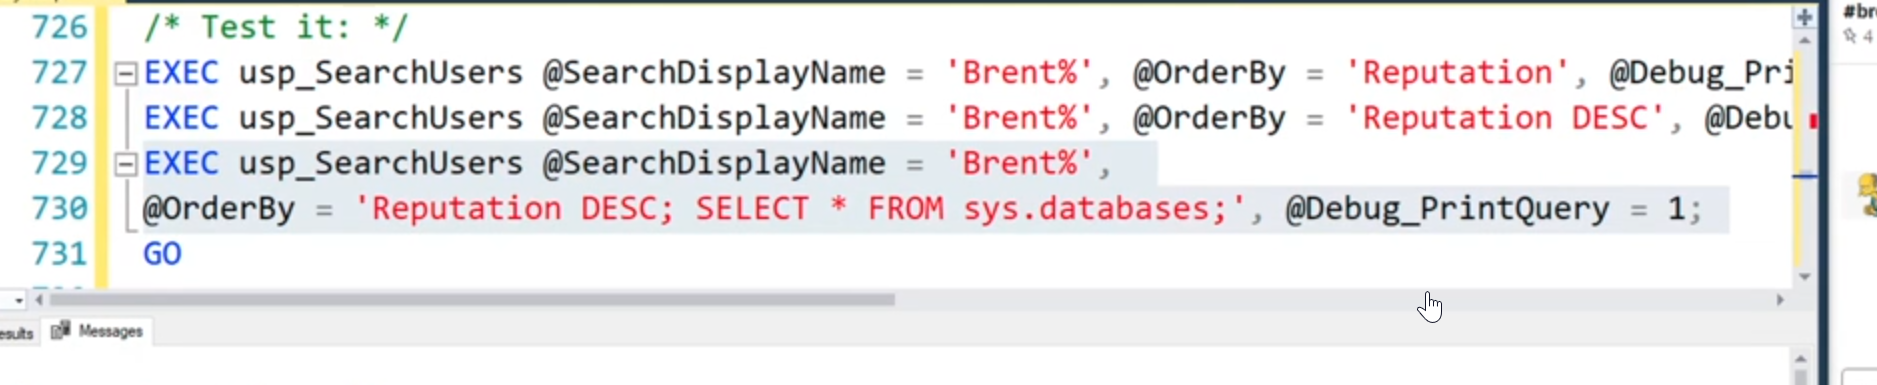 #br
726 /* Test it: */
4
727 EXEC usp_SearchUsers @SearchDisplayName = 'Brent%', @OrderBy = 'Reputation', @Debug_Pri
728 EXEC usp_SearchUsers @SearchDisplayName = 'Brent%', @OrderBy = 'Reputation DESC', @Debu
729 EXEC usp_SearchUsers @SearchDisplayName = 'Brent%',
730 @OrderBy = 'Reputation DESC; SELECT * FROM sys.databases;', @Debug_PrintQuery = 1;
731 GO
esults Messages